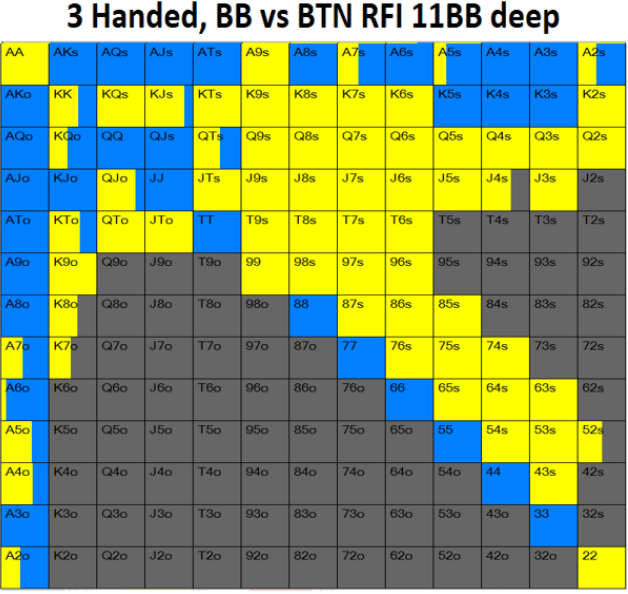 3 Handed, BB vs BTN RFI 11BB deep
AA AKs AQs AJs ATs A9s A8s A7s A6s A5s A4s A3s A2s
AKo KK KQs KJs KTs K9s K8s K7s K6s K5s K4s K3s K2s
AQo KQo QQ QJs QTs Q9s Q8s Q7s Q6s Q5s Q4s Q3s Q2s
AJo KJo QJo JJ JTs J9s J8s J7s J6s J5s J4s J3s J2s
ATo KTo QTo JTo TT T9s T8s T7s T6s T5s T4s T3s T2s
A9o K9o Q9o J9o T9o 99 98s 97s 96s 95s 94s 93s 92s
A8o K8o Q8o J8o T8o 98o 88 87s 86s 85s 84s 83s 82s
A7o K7o Q7o J7o T7o 97o 87o 77 76s 75s 74s 73s 72s
A6o K6o Q6o J6o T6o 96o 86o 76o 66 65s 64s 63s 62s
A5o K5o Q5o J5o T5o 95o 85o 75o 65o 55 54s 53s 52s
A4o K4o Q4o J4o T4o 94o 84o 74o 64o 54o 44 43s 42s
A3o K3o Q3o J3o T3o 93o 83o 73o 63o 53o 43o 33 32s
A2o K2o Q2o J2o T2o 92o 82o 72o 62o 52o 42o 32o 22